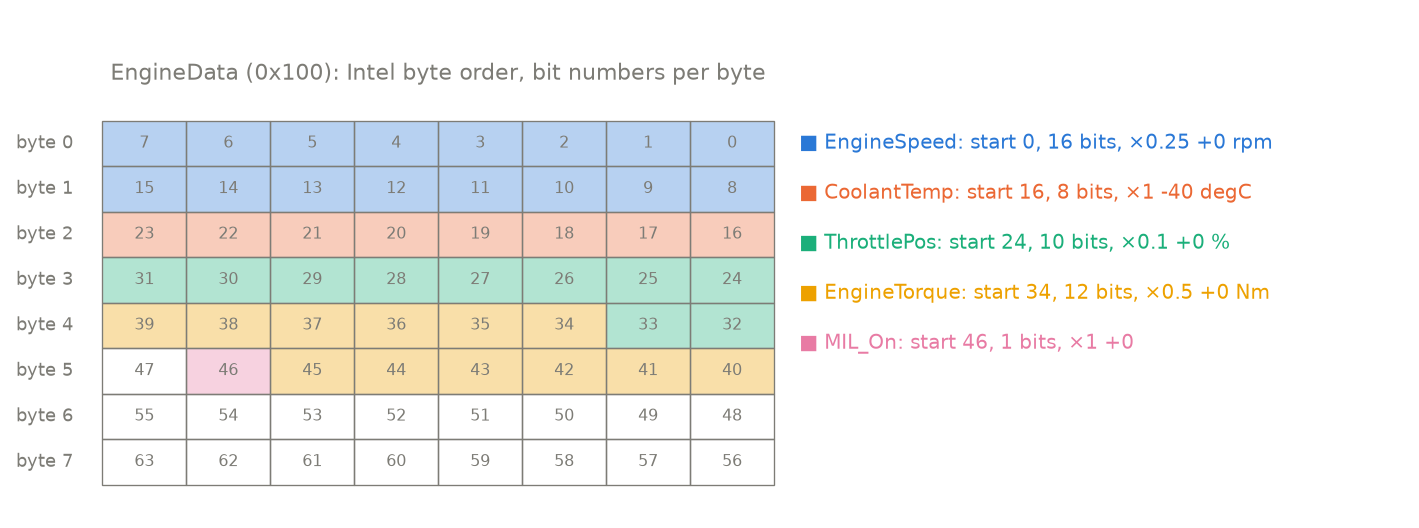 EngineData (0x100): Intel byte order, bit numbers per byte
byte 0 7 6 5 4 3 2 1 0
byte 1 15 14 13 12 11 10 9 8
byte 2 23 22 21 20 19 18 17 16
byte 3 31 30 29 28 27 26 25 24
byte 4 39 38 37 36 35 34 33 32
byte 5 47 46 45 44 43 42 41 40
byte 6 55 54 53 52 51 50 49 48
byte 7 63 62 61 60 59 58 57 56
EngineSpeed: start 0, 16 bits, ×0.25 +0 rpm
CoolantTemp: start 16, 8 bits, ×1 -40 degC
ThrottlePos: start 24, 10 bits, ×0.1 +0 %
EngineTorque: start 34, 12 bits, ×0.5 +0 Nm
MIL_On: start 46, 1 bits, ×1 +0